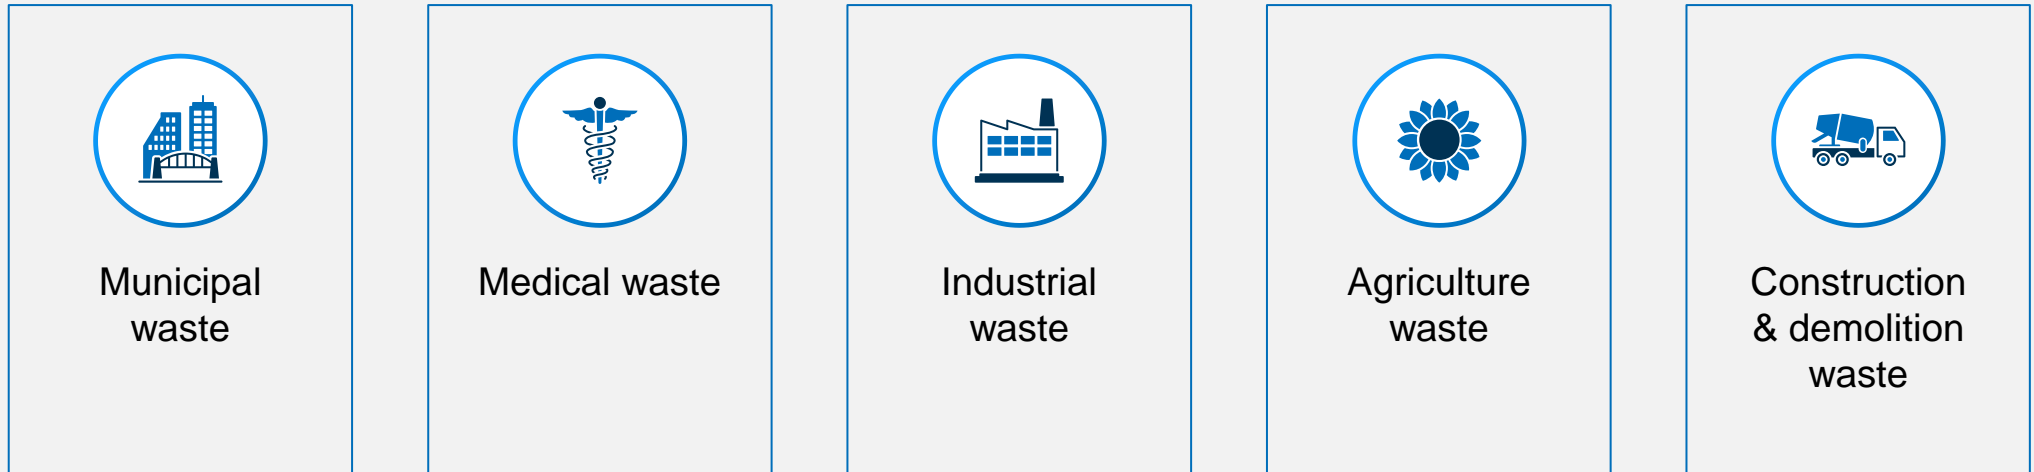 Municipal
waste
Medical waste
Industrial
waste
Agriculture
waste
Construction
& demolition
waste